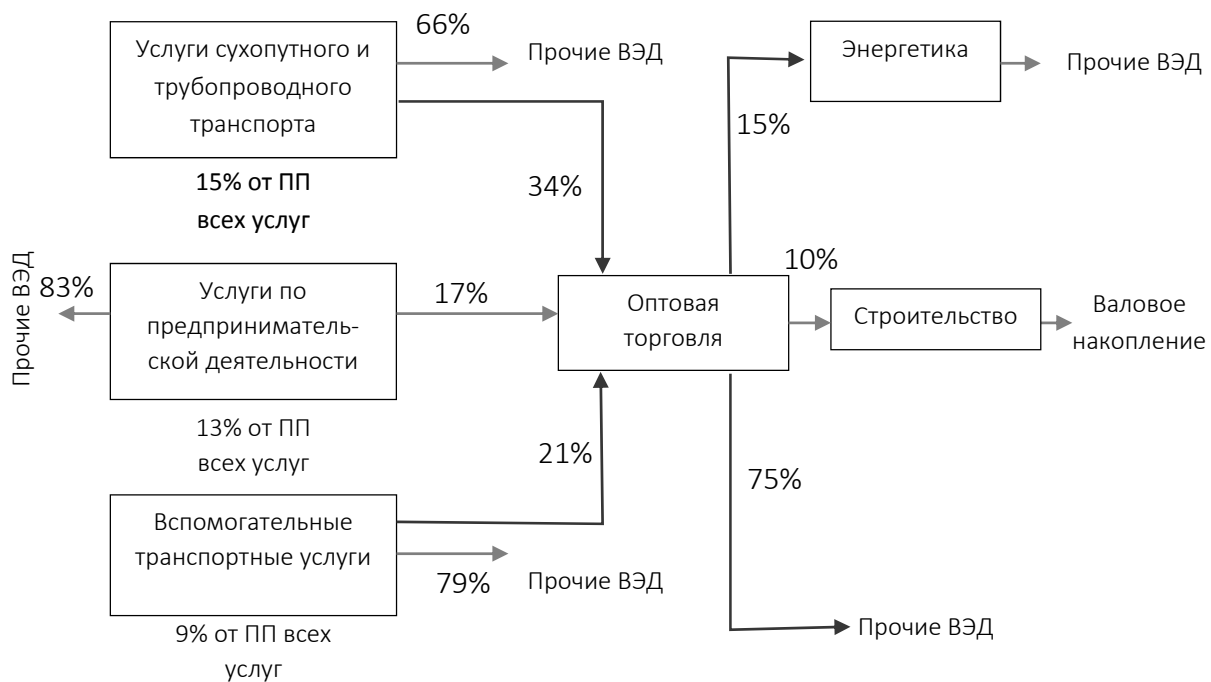 Услуги сухопутного и
трубопроводного
транспорта
15% от ПП
всех услуг
66%
Прочие ВЭД
34%
Прочие ВЭД
83%
Услуги по
предприниматель-
ской деятельности
13% от ПП
всех услуг
17%
Вспомогательные
транспортные услуги
9% от ПП всех
услуг
21%
79%
Прочие ВЭД
Оптовая
торговля
15%
Энергетика
Прочие ВЭД
10%
Строительство
Валовое
накопление
75%
Прочие ВЭД